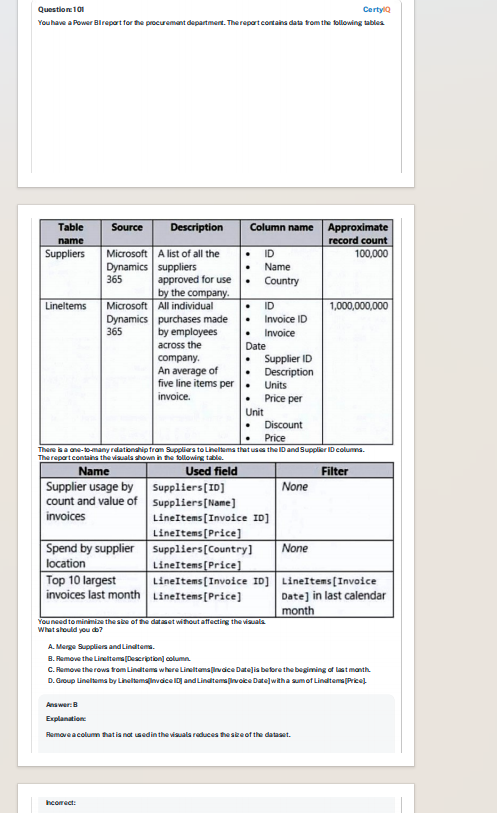 Question: 101
CertyIQ
You have a Power BI report for the procurement department. The report contains data from the following tables.
Table name Source Description Column name Approximate record count
Suppliers Microsoft Dynamics 365 A list of all the suppliers approved for use by the company. • ID • Name • Country 100,000
LineItems Microsoft Dynamics 365 All individual purchases made by employees across the company. An average of five line items per invoice. • ID • Invoice ID • Invoice Date • Supplier ID • Description • Units • Price per Unit • Discount • Price 1,000,000,000
There is a one-to-many relationship from Suppliers to LineItems that uses the ID and Supplier ID columns.
The report contains the visuals shown in the following table.
Name Used field Filter
Supplier usage by count and value of invoices Suppliers[ID] Suppliers[Name] LineItems[Invoice ID] LineItems[Price] None
Spend by supplier location Suppliers[Country] LineItems[Price] None
Top 10 largest invoices last month LineItems[Invoice ID] LineItems[Price] LineItems[Invoice Date] in last calendar month
You need to minimize the size of the dataset without affecting the visuals.
What should you do?
A. Merge Suppliers and LineItems.
B. Remove the LineItems[Description] column.
C. Remove the rows from LineItems where LineItems[Invoice Date] is before the beginning of last month.
D. Group LineItems by LineItems[Invoice ID] and LineItems[Invoice Date] with a sum of LineItems[Price].
Answer: B
Explanation:
Remove a column that is not used in the visuals reduces the size of the dataset.
Incorrect: